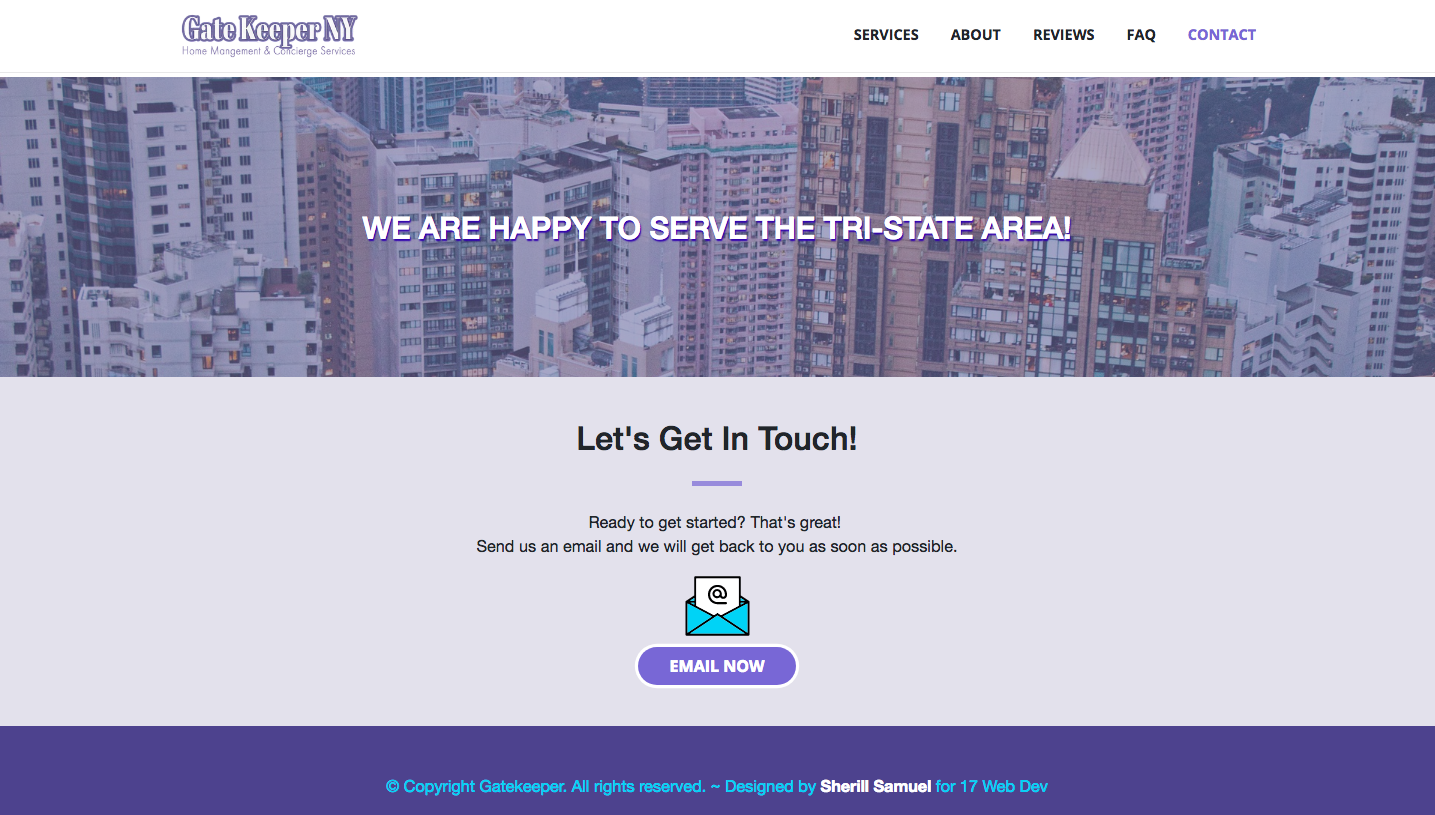 Gate Keeper NY
Home Mangement & Concierge Services
SERVICES ABOUT REVIEWS FAQ CONTACT
WE ARE HAPPY TO SERVE THE TRI-STATE AREA!
Let's Get In Touch!
Ready to get started? That's great!
Send us an email and we will get back to you as soon as possible.
@
EMAIL NOW
© Copyright Gatekeeper. All rights reserved. ~ Designed by Sherill Samuel for 17 Web Dev